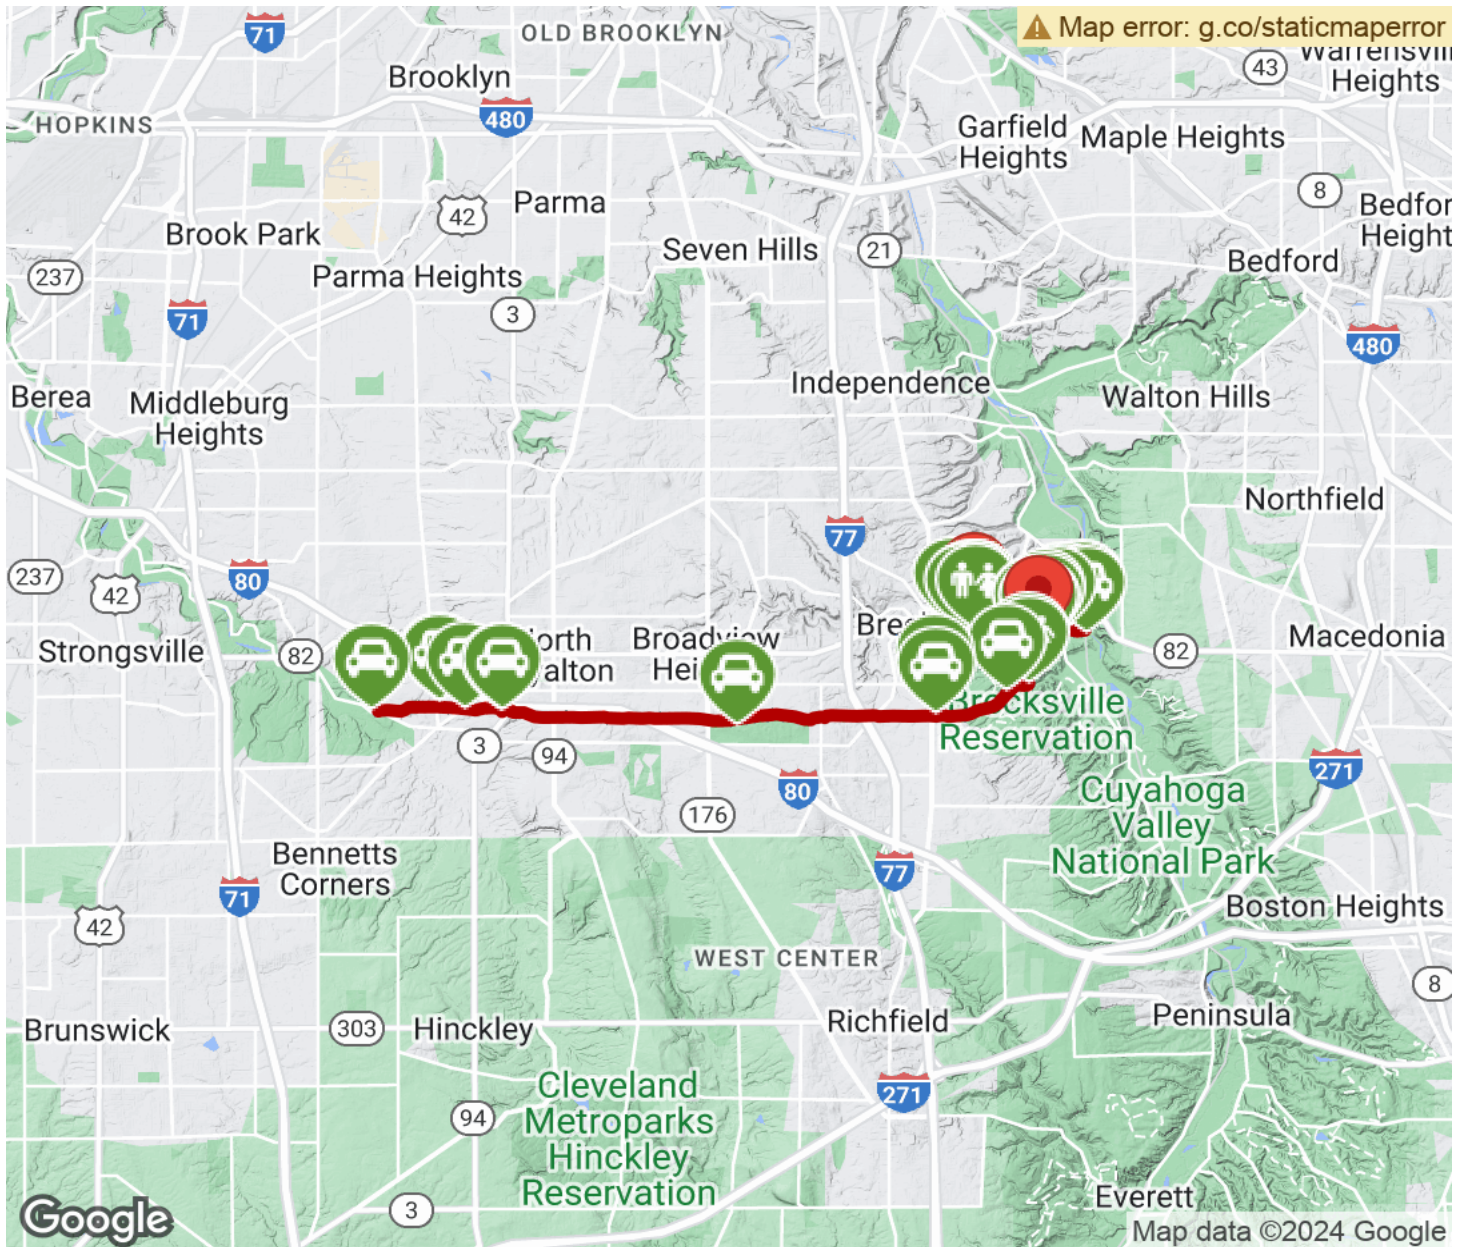 71
OLD BROOKLYN
Map error: g.co/staticmaperror
Brooklyn
43
Heights
480
HOPKINS
Garfield
Heights
Maple Heights
8
42
Parma
Brook Park
Seven Hills
21
Bedford
237
Parma Heights
3
71
480
Independence
Walton Hills
Berea
Middleburg
Heights
Northfield
77
237
80
42
Strongsville
82
Broadview
82
Macedonia
Reservation
3
94
271
80
Cuyahoga
Valley
National Park
176
Bennetts
Corners
77
71
42
Boston Heights
WEST CENTER
8
Brunswick
303
Hinckley
Richfield
Peninsula
Cleveland
Metroparks
Hinckley
Reservation
271
94
Everett
3
Google
Map data ©2024 Google